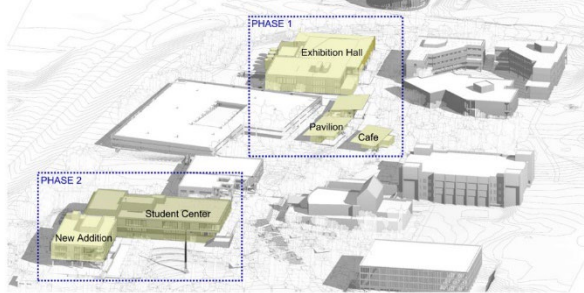 PHASE 1
Exhibition Hall
Pavilion
Cafe
PHASE 2
Student Center
New Addition